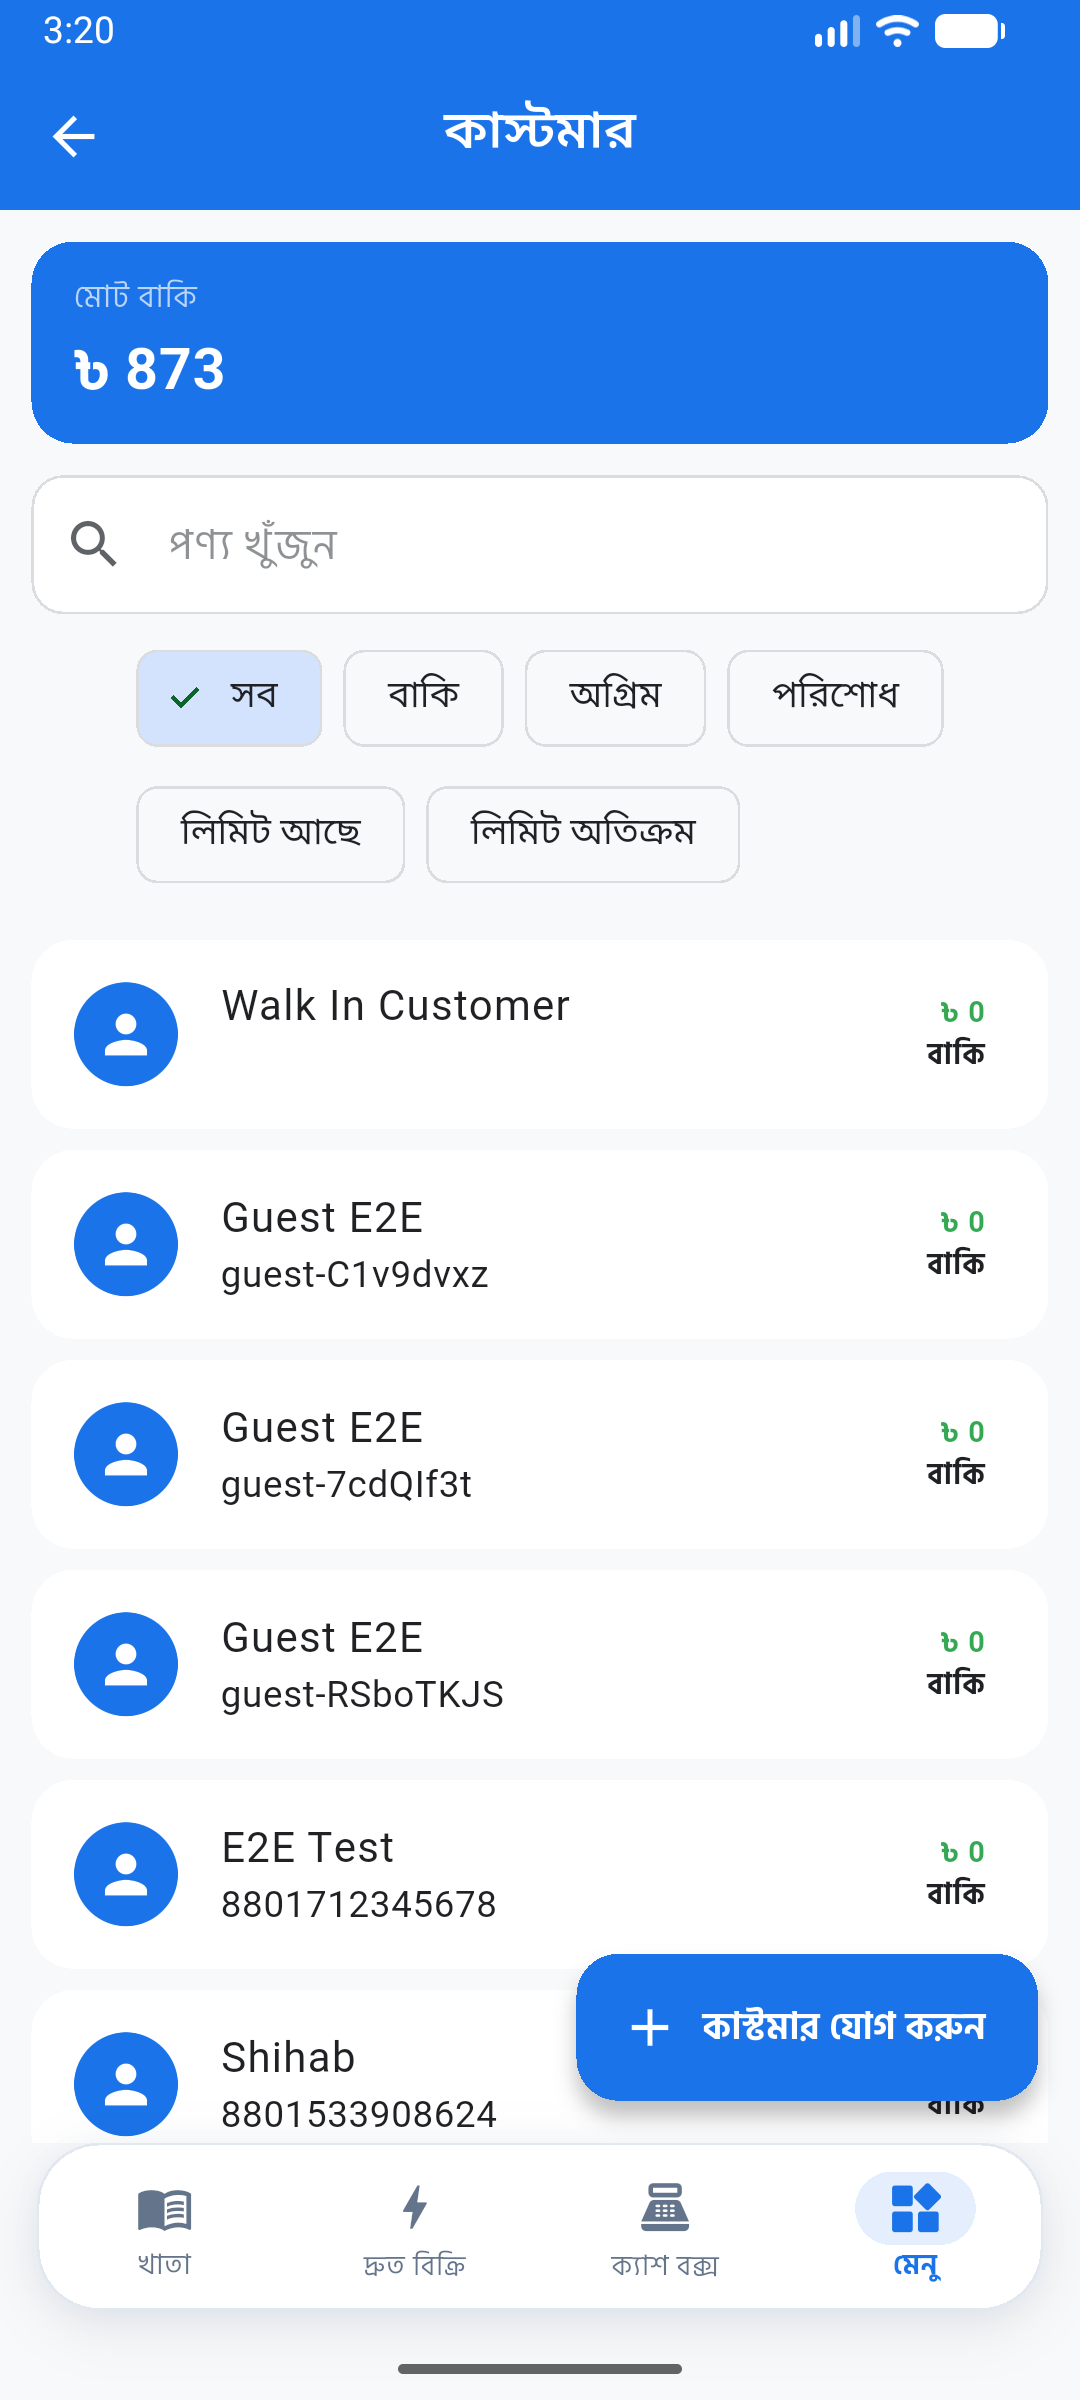 3:20
কাস্টমার
মোট বাকি
৳ 873
পণ্য খুঁজুন
সব
বাকি
অগ্রিম
পরিশোধ
লিমিট আছে
লিমিট অতিক্রম
Walk In Customer
৳ 0
বাকি
Guest E2E
৳ 0
guest-C1v9dvxz
বাকি
Guest E2E
৳ 0
guest-7cdQIf3t
বাকি
Guest E2E
৳ 0
guest-RSboTKJS
বাকি
E2E Test
৳ 0
8801712345678
বাকি
Shihab
8801533908624
বাকি
কাস্টমার যোগ করুন
খাতা
দ্রুত বিক্রি
ক্যাশ বক্স
মেনু